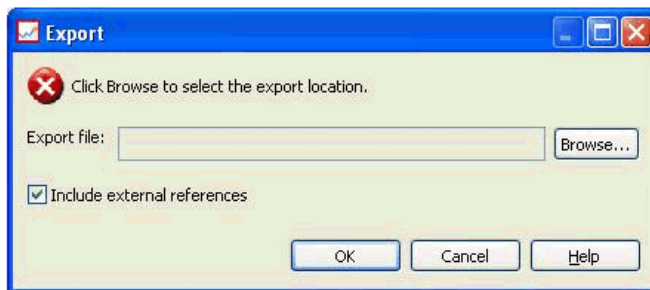 Export
Click Browse to select the export location.
Export file:
Browse...
Include external references
OK Cancel Help